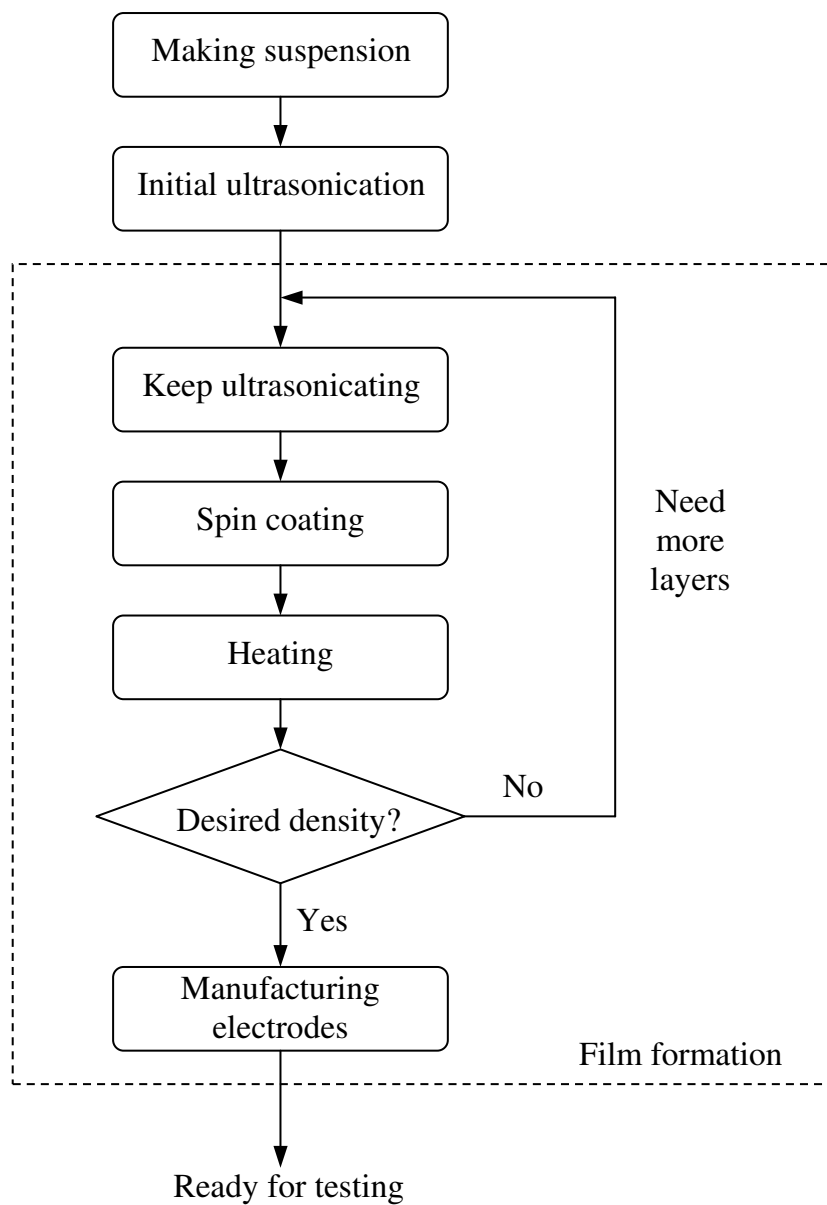 Making suspension
Initial ultrasonication
Keep ultrasonicating
Spin coating
Need
more
layers
Heating
No
Desired density?
Yes
Manufacturing
electrodes
Film formation
Ready for testing